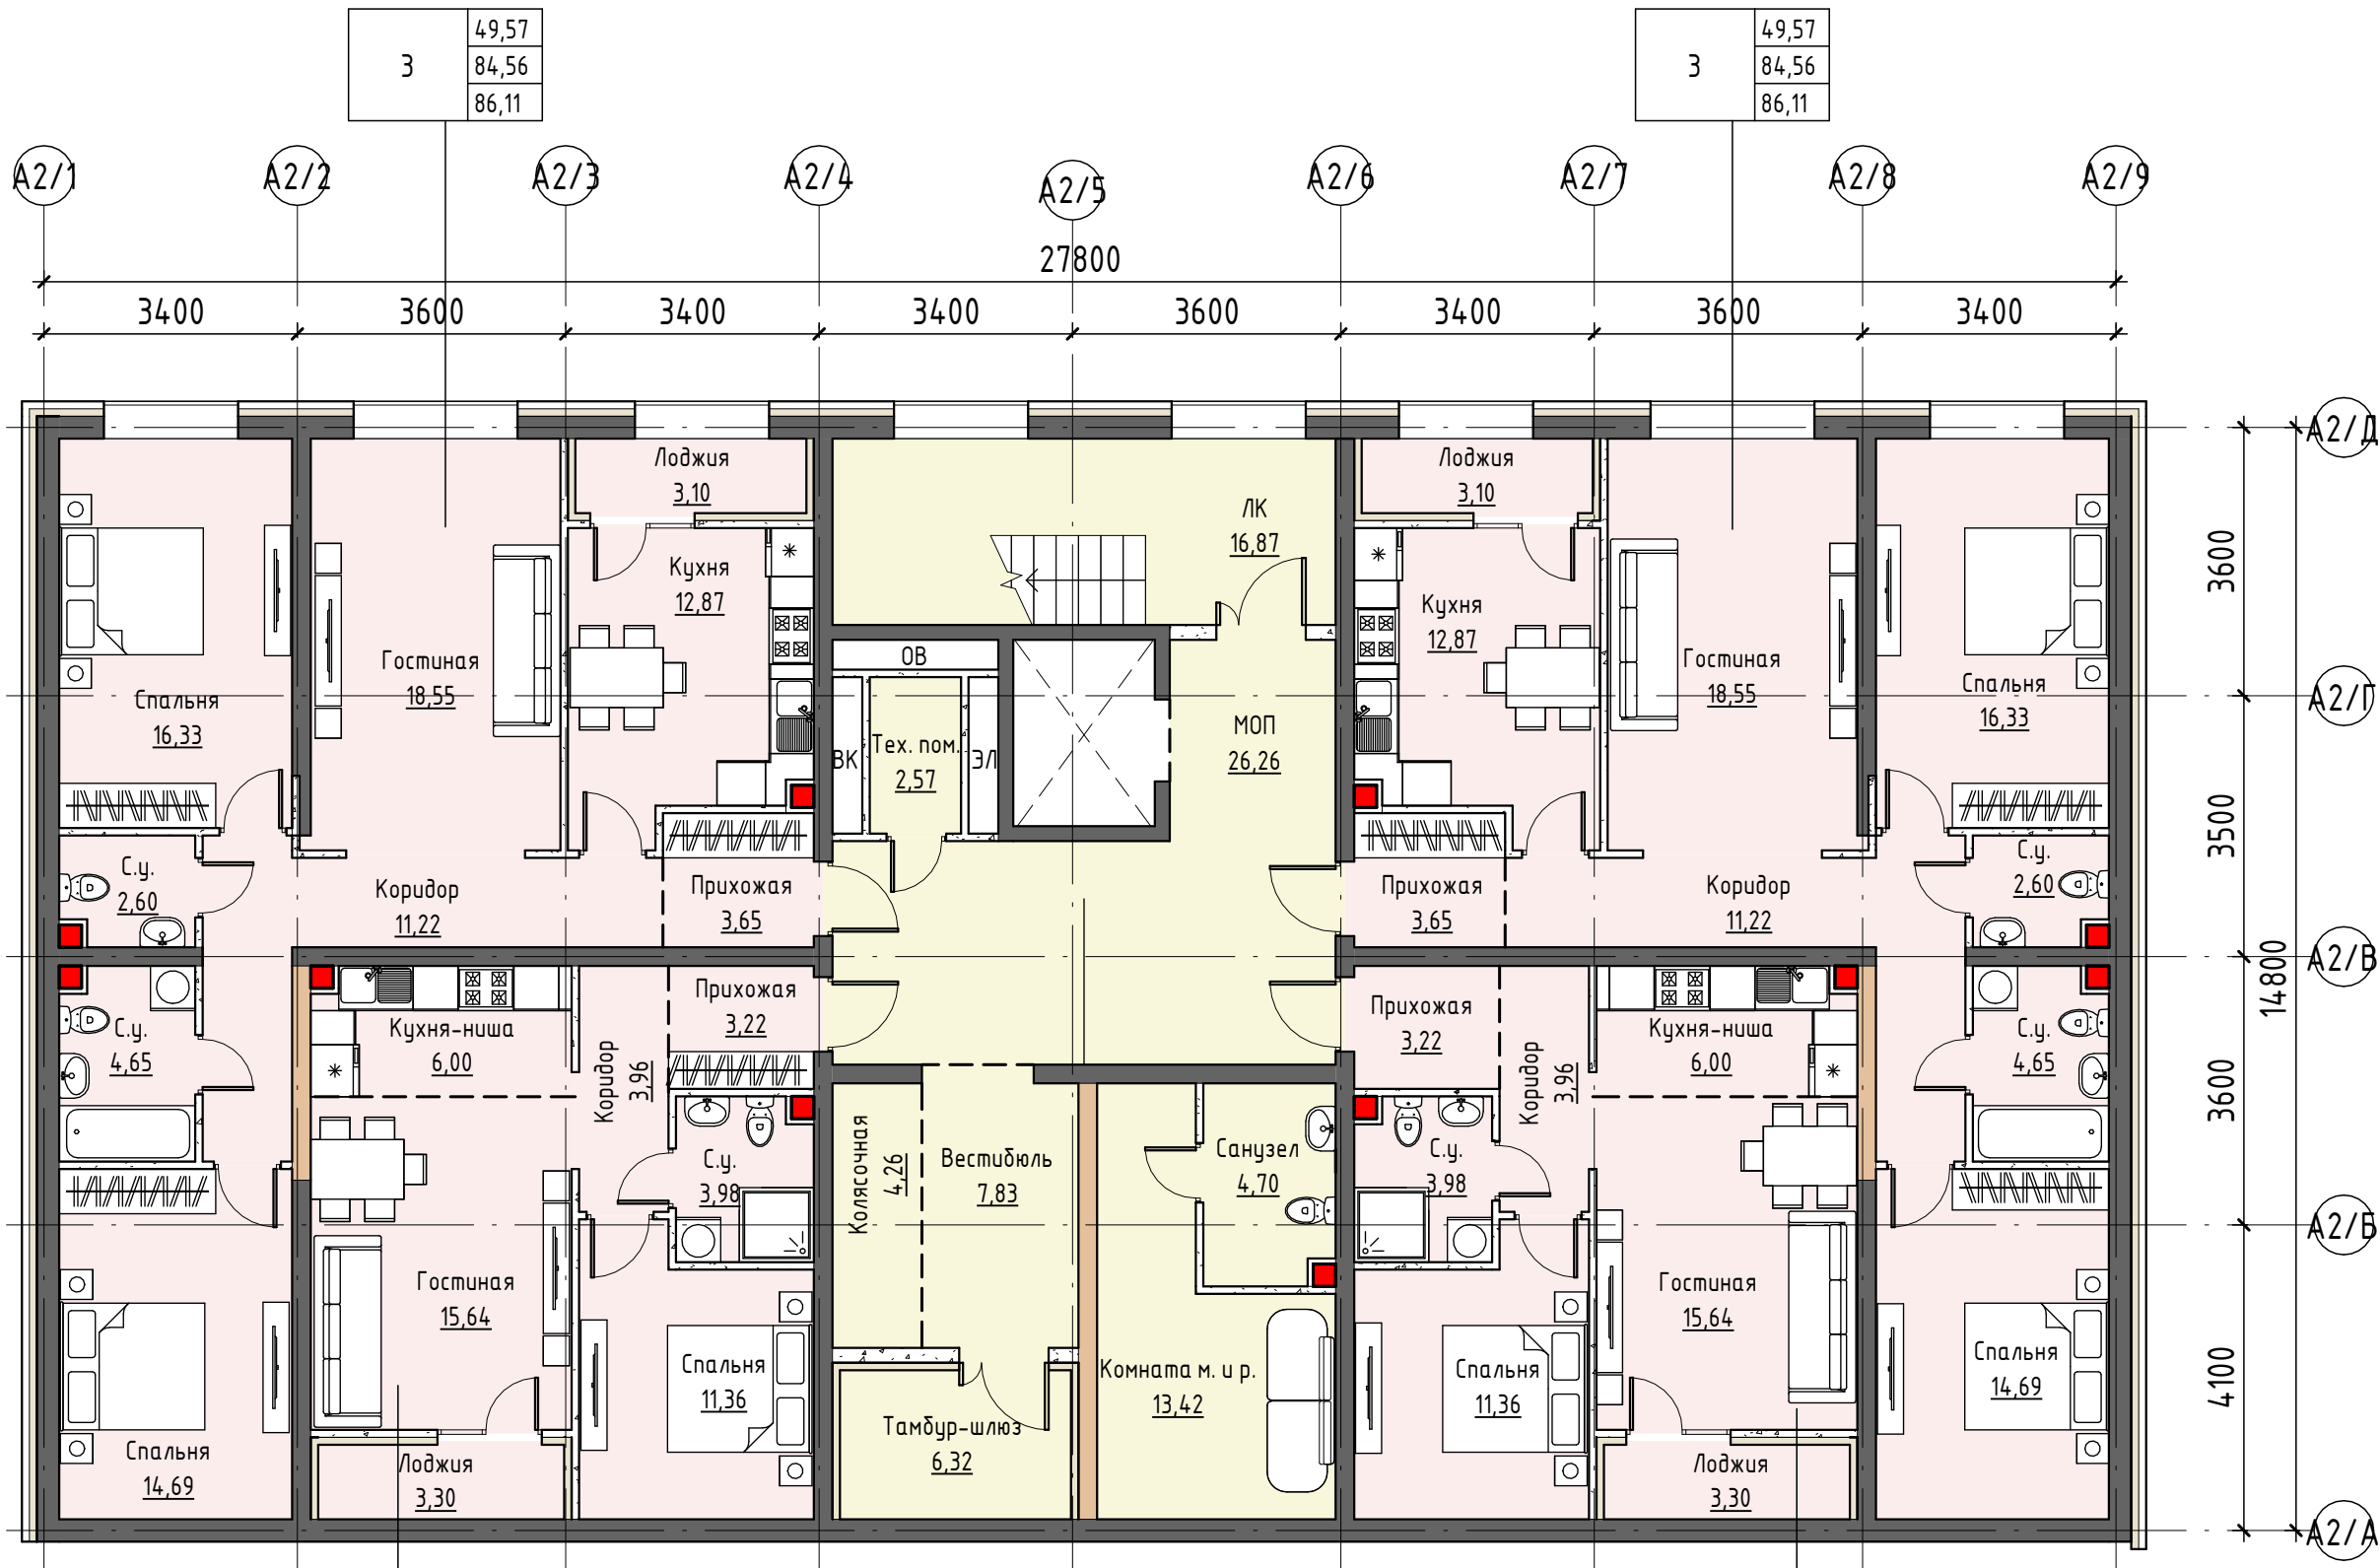 49,57
3
84,56
86,11
49,57
3
84,56
86,11
А2/1
А2/2
А2/3
А2/4
А2/5
А2/6
А2/7
А2/8
А2/9
27800
3400
3600
3400
3400
3600
3400
3600
3400
А2/Д
А2/Г
А2/В
А2/Б
А2/А
3600
3500
3600
4100
14800
Спальня
16,33
Гостиная
18,55
Лоджия
3,10
Кухня
12,87
С.у.
2,60
Коридор
11,22
Прихожая
3,65
С.у.
4,65
Кухня-ниша
6,00
Коридор
3,96
Прихожая
3,22
С.у.
3,98
Гостиная
15,64
Спальня
11,36
Спальня
14,69
Лоджия
3,30
ЛК
16,87
ОВ
ВК
Тех. пом.
2,57
ЭЛ
МОП
26,26
Колясочная
4,26
Вестибюль
7,83
Санузел
4,70
Комната м. и р.
13,42
Тамбур-шлюз
6,32
Лоджия
3,10
Кухня
12,87
Гостиная
18,55
Спальня
16,33
Прихожая
3,65
Коридор
11,22
С.у.
2,60
Прихожая
3,22
Коридор
3,96
Кухня-ниша
6,00
С.у.
4,65
С.у.
3,98
Гостиная
15,64
Спальня
11,36
Спальня
14,69
Лоджия
3,30